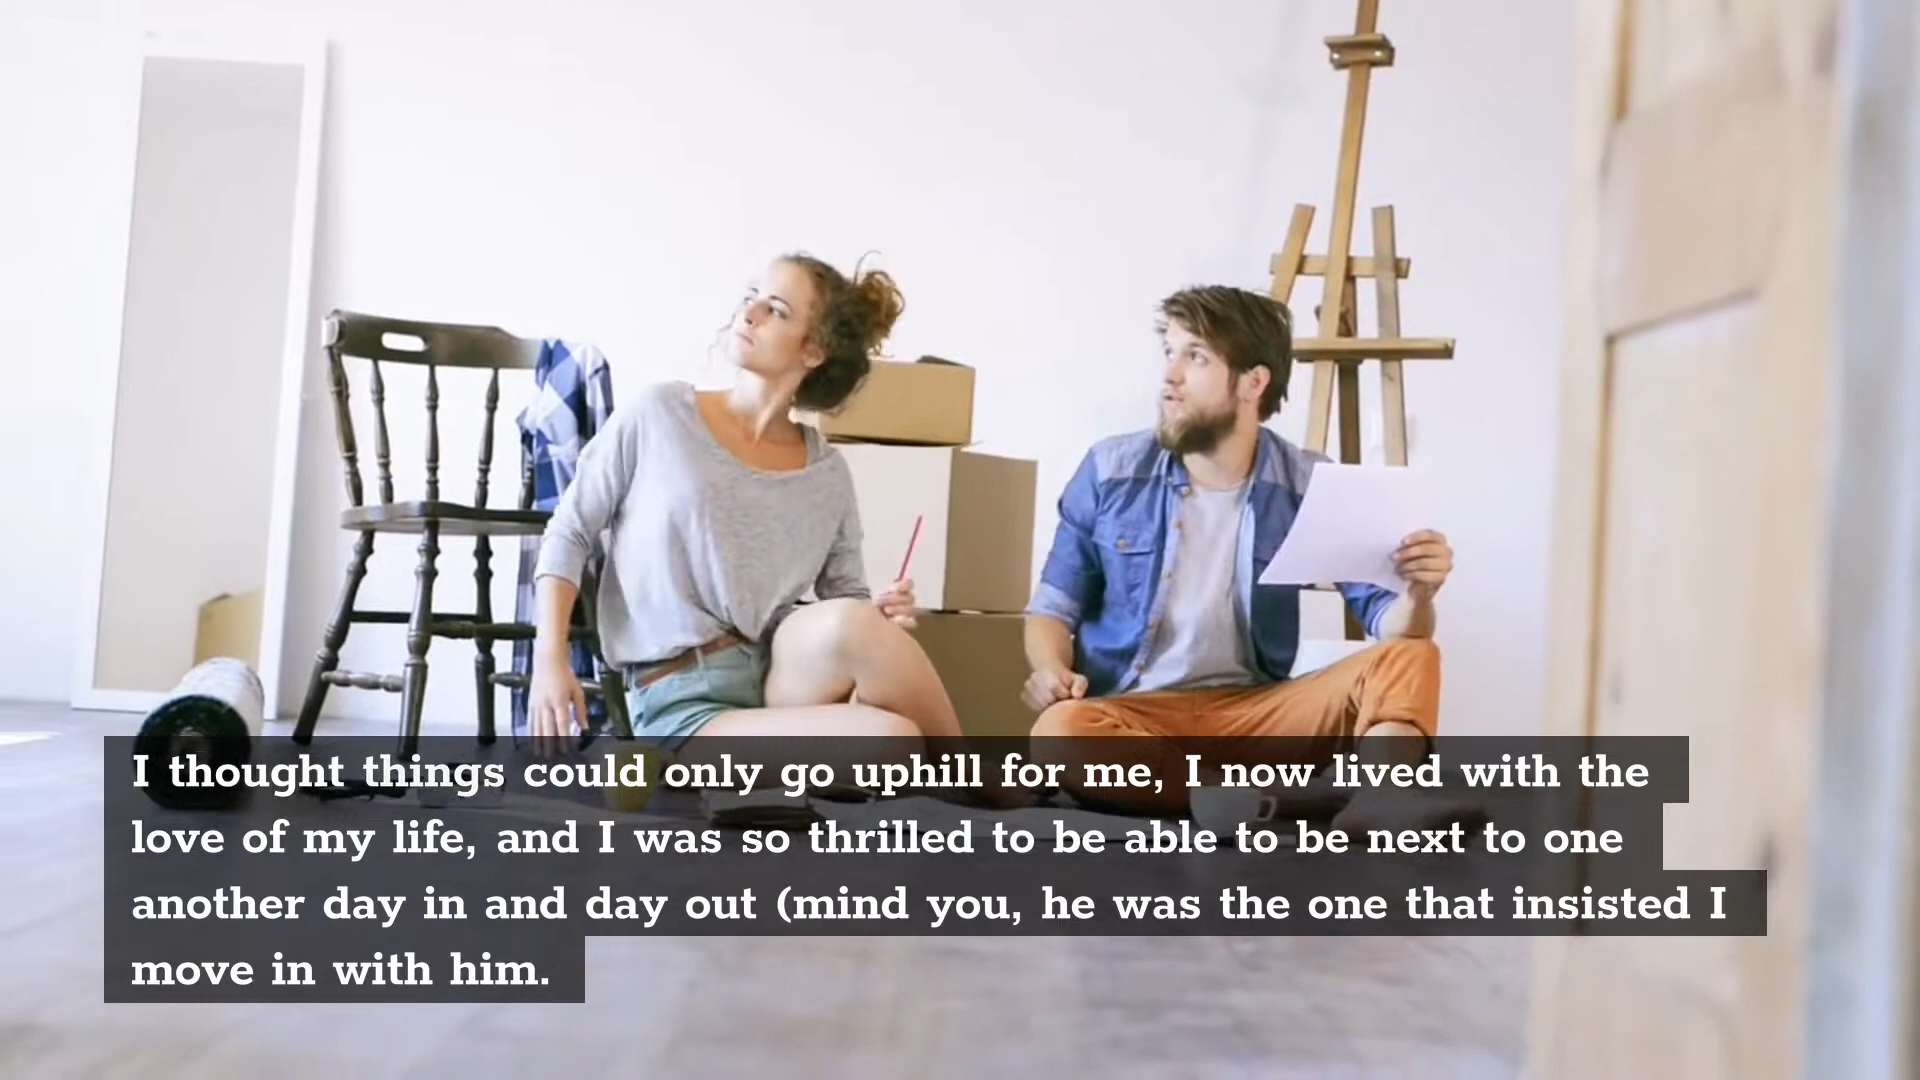 I thought things could only go uphill for me, I now lived with the
love of my life, and I was so thrilled to be able to be next to one
another day in and day out (mind you, he was the one that insisted I
move in with him.